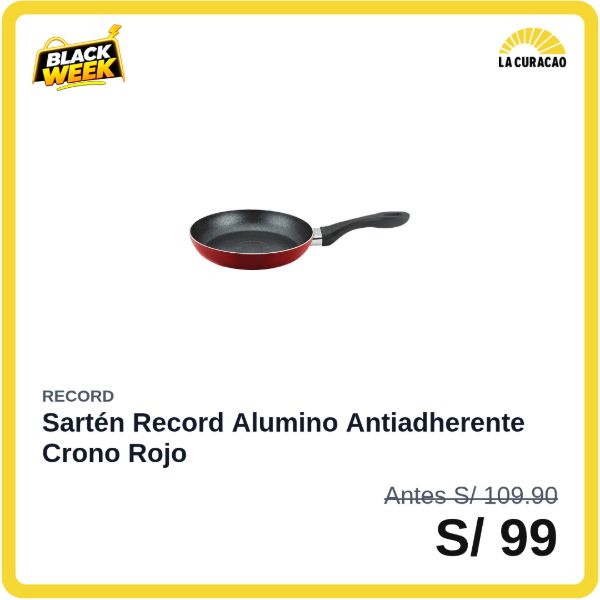 BLACK
WEEK
LA CURACAO
RECORD
Sartén Record Alumino Antiadherente
Crono Rojo
Antes S/ 109.90
S/ 99